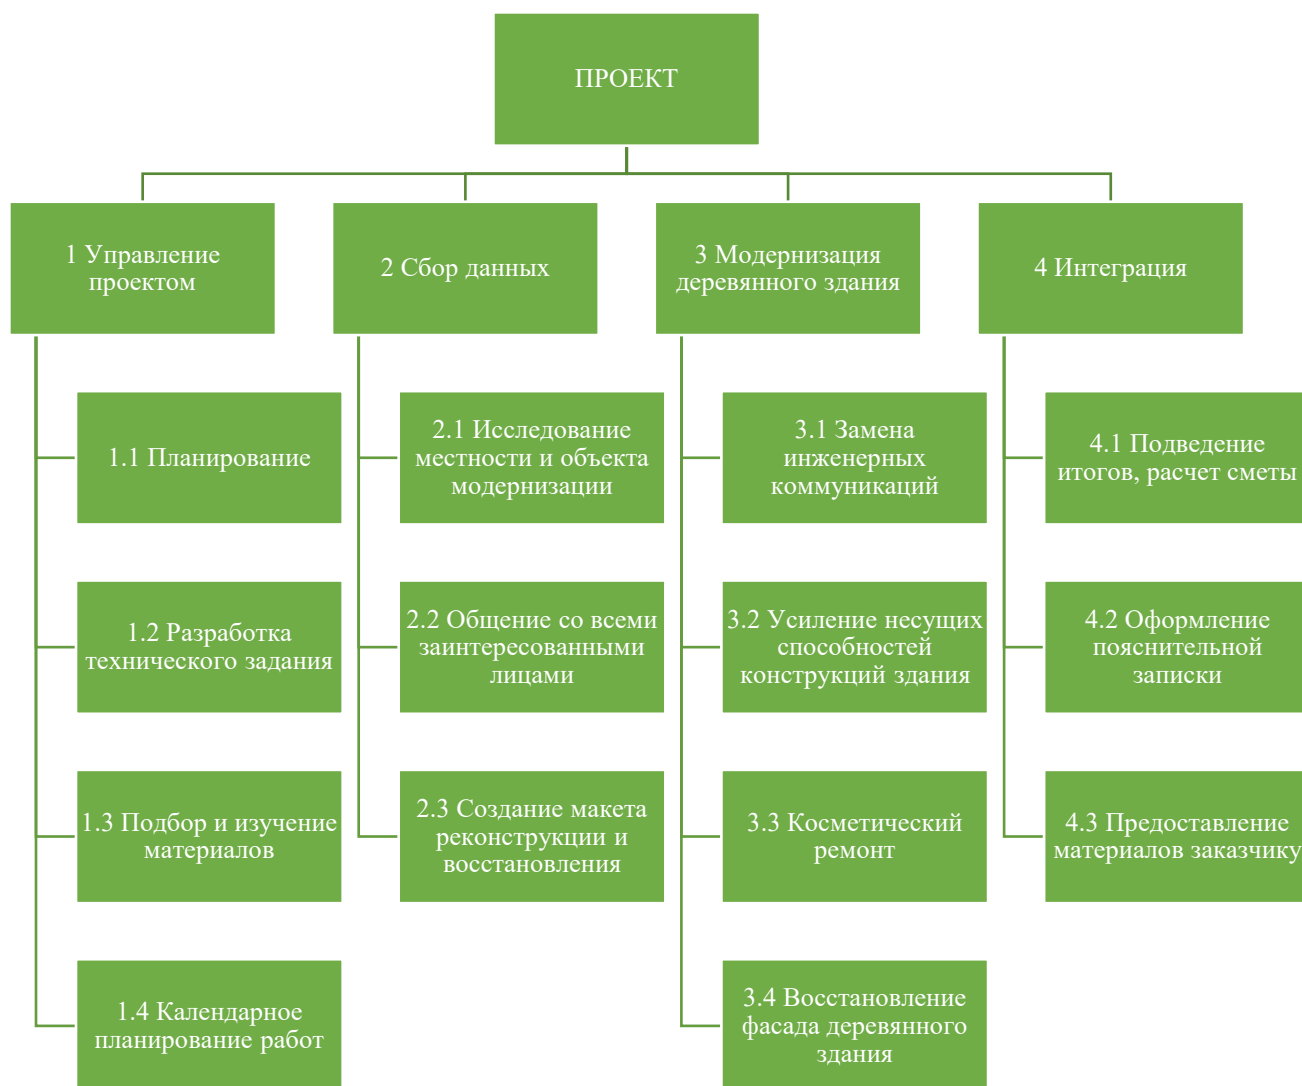 ПРОЕКТ
1 Управление
проектом
2 Сбор данных
3 Модернизация
деревянного здания
4 Интеграция
1.1 Планирование
2.1 Исследование
местности и объекта
модернизации
3.1 Замена
инженерных
коммуникаций
4.1 Подведение
итогов, расчет сметы
1.2 Разработка
технического задания
2.2 Общение со всеми
заинтересованными
лицами
3.2 Усиление несущих
способностей
конструкций здания
4.2 Оформление
пояснительной
записки
1.3 Подбор и изучение
материалов
2.3 Создание макета
реконструкции и
восстановления
3.3 Косметический
ремонт
4.3 Предоставление
материалов заказчику
1.4 Календарное
планирование работ
3.4 Восстановление
фасада деревянного
здания